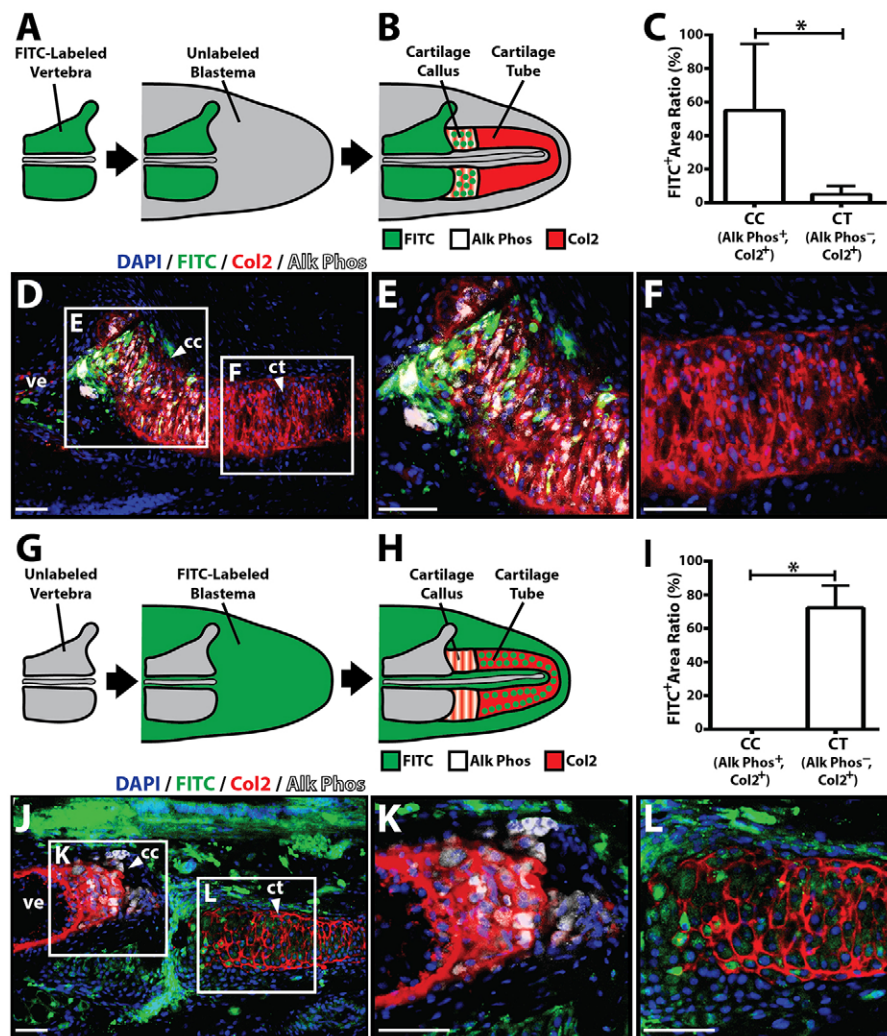 A
FITC-Labeled
Vertebra
Unlabeled
Blastema
B
Cartilage
Callus
Cartilage
Tube
FITC
Alk Phos
Col2
C
FITC⁺Area Ratio (%)
100
80
60
40
20
0
*
CC
(Alk Phos⁺,
Col2⁺)
CT
(Alk Phos⁻,
Col2⁺)
DAPI / FITC / Col2 / Alk Phos
D
E
cc
ve
F
ct
E
F
G
Unlabeled
Vertebra
FITC-Labeled
Blastema
H
Cartilage
Callus
Cartilage
Tube
FITC
Alk Phos
Col2
I
FITC⁺Area Ratio (%)
100
80
60
40
20
0
*
CC
(Alk Phos⁺,
Col2⁺)
CT
(Alk Phos⁻,
Col2⁺)
DAPI / FITC / Col2 / Alk Phos
J
K
cc
ve
L
ct
K
L